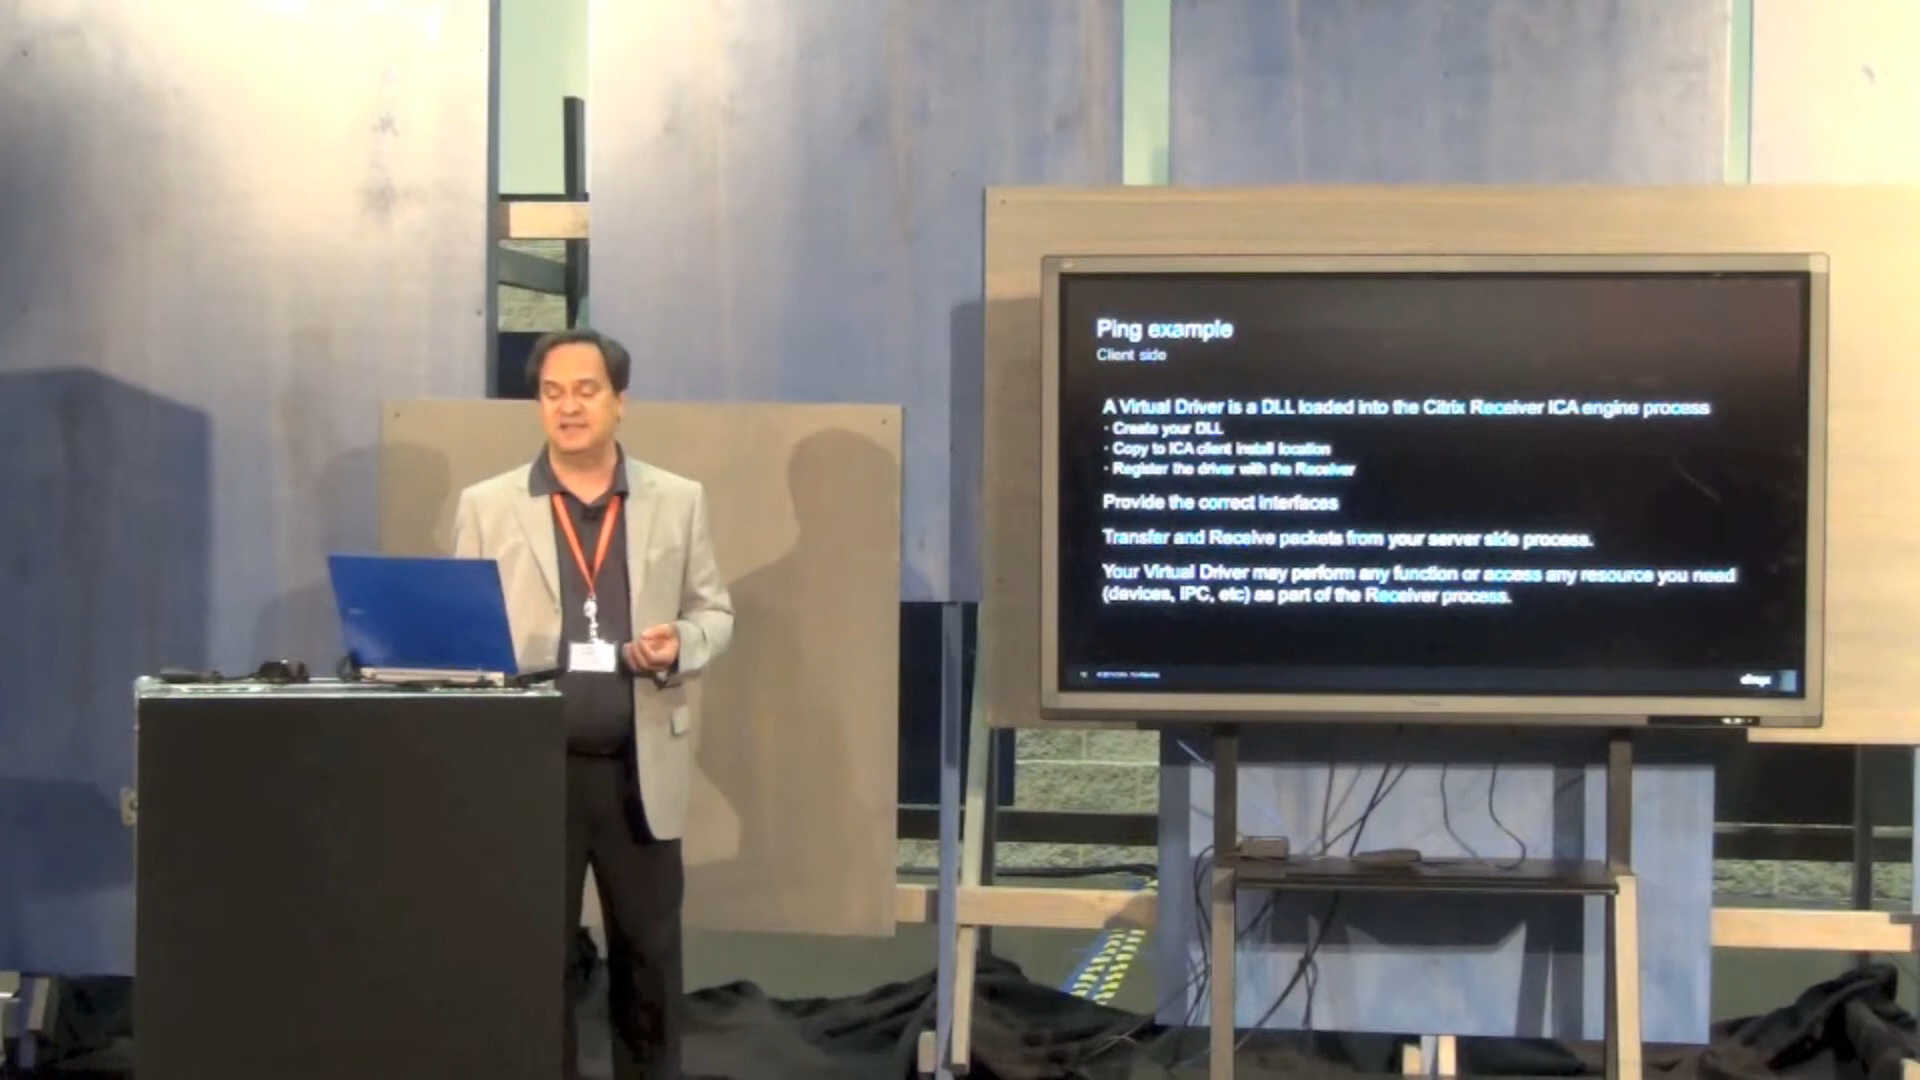 Ping example
Client side
A Virtual Driver is a DLL loaded into the Citrix Receiver ICA engine process
· Create your DLL
· Copy to ICA client install location
· Register the driver with the Receiver
Provide the correct interfaces
Transfer and Receive packets from your server side process.
Your Virtual Driver may perform any function or access any resource you need
(devices, IPC, etc) as part of the Receiver process.
citrix